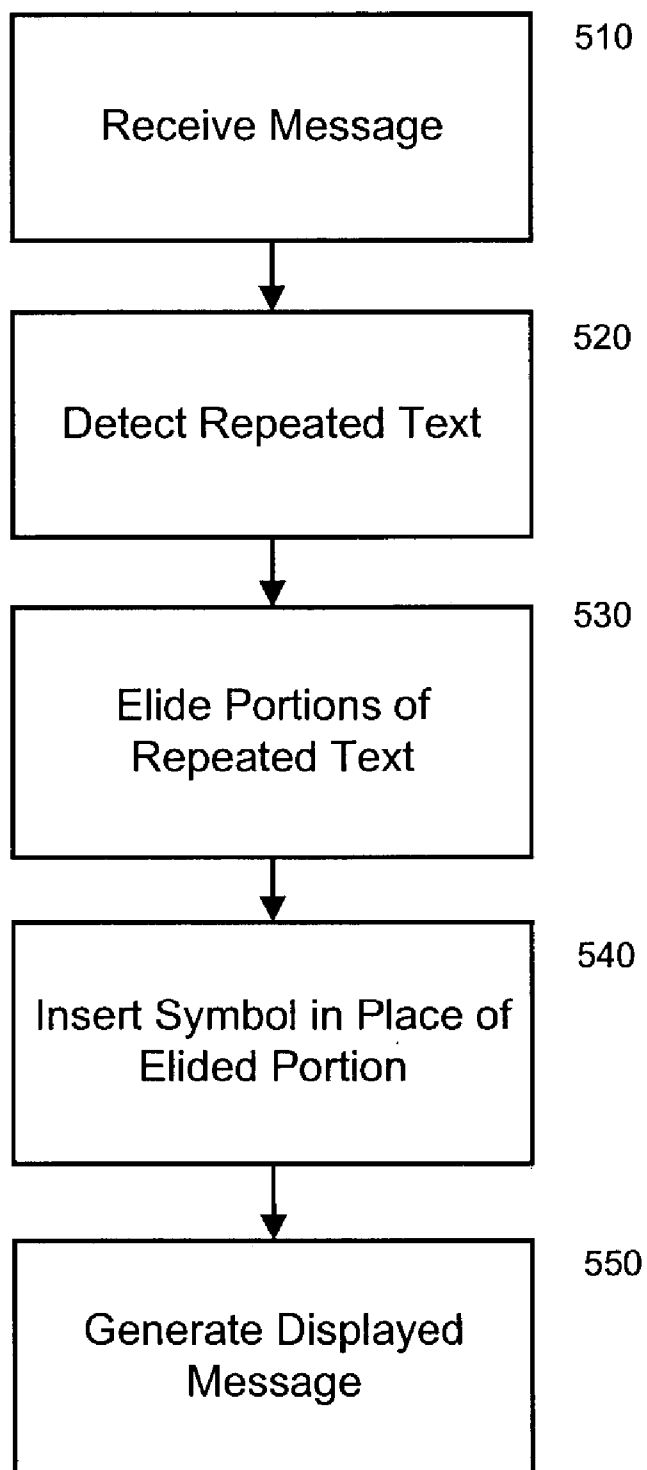 510
Receive Message
520
Detect Repeated Text
530
Elide Portions of
Repeated Text
540
Insert Symbol in Place of
Elided Portion
550
Generate Displayed
Message